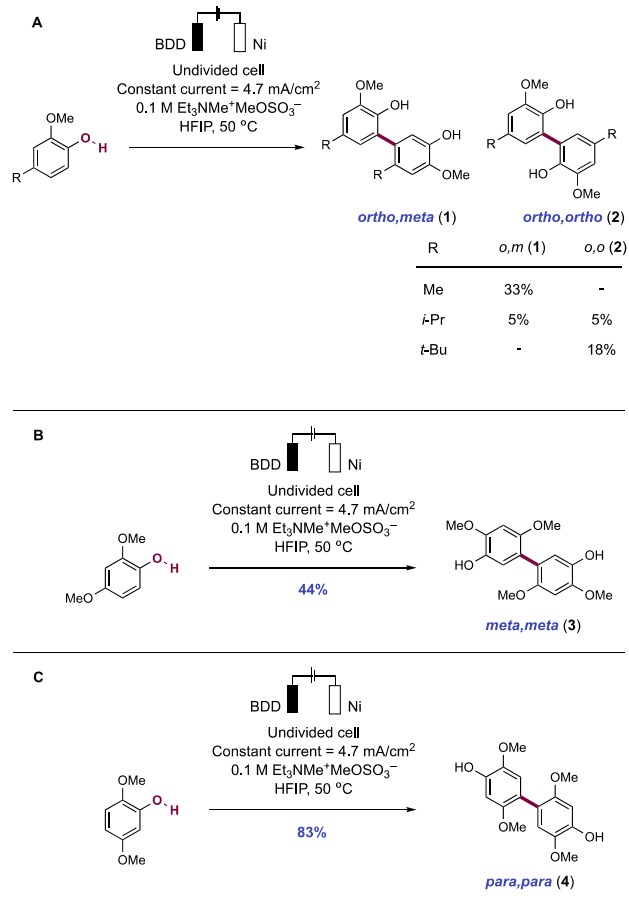 A
BDD
Ni
Undivided cell
Constant current = 4.7 mA/cm²
0.1 M Et₃NMe⁺MeOSO₃⁻
HFIP, 50 °C
OMe
O
H
R
OMe
OH
OH
R
R
OMe
OMe
OH
R
R
HO
OMe
ortho,meta (1)
ortho,ortho (2)
R o,m (1) o,o (2)
Me 33% -
i-Pr 5% 5%
t-Bu - 18%
B
BDD
Ni
Undivided cell
Constant current = 4.7 mA/cm²
0.1 M Et₃NMe⁺MeOSO₃⁻
HFIP, 50 °C
44%
OMe
O
H
MeO
MeO
OMe
HO
OH
MeO
OMe
meta,meta (3)
C
BDD
Ni
Undivided cell
Constant current = 4.7 mA/cm²
0.1 M Et₃NMe⁺MeOSO₃⁻
HFIP, 50 °C
83%
OMe
O
H
OMe
OMe
HO
OMe
OMe
OH
OMe
para,para (4)